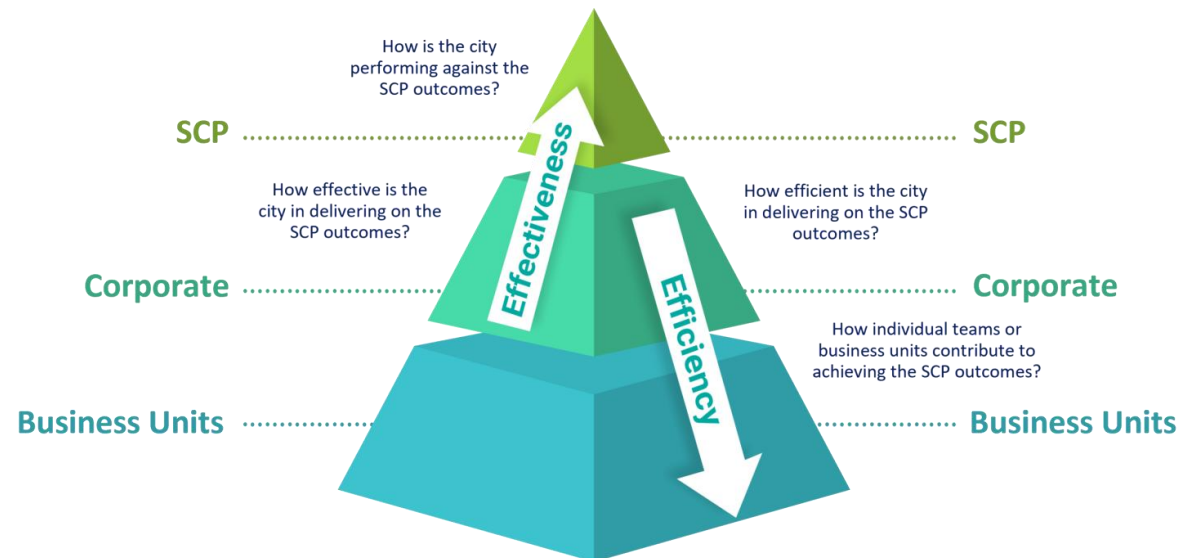 How is the city
performing against the
SCP outcomes?
SCP
SCP
Effectiveness
How effective is the
city in delivering on the
SCP outcomes?
How efficient is the city
in delivering on the SCP
outcomes?
Corporate
Corporate
Efficiency
How individual teams or
business units contribute to
achieving the SCP outcomes?
Business Units
Business Units